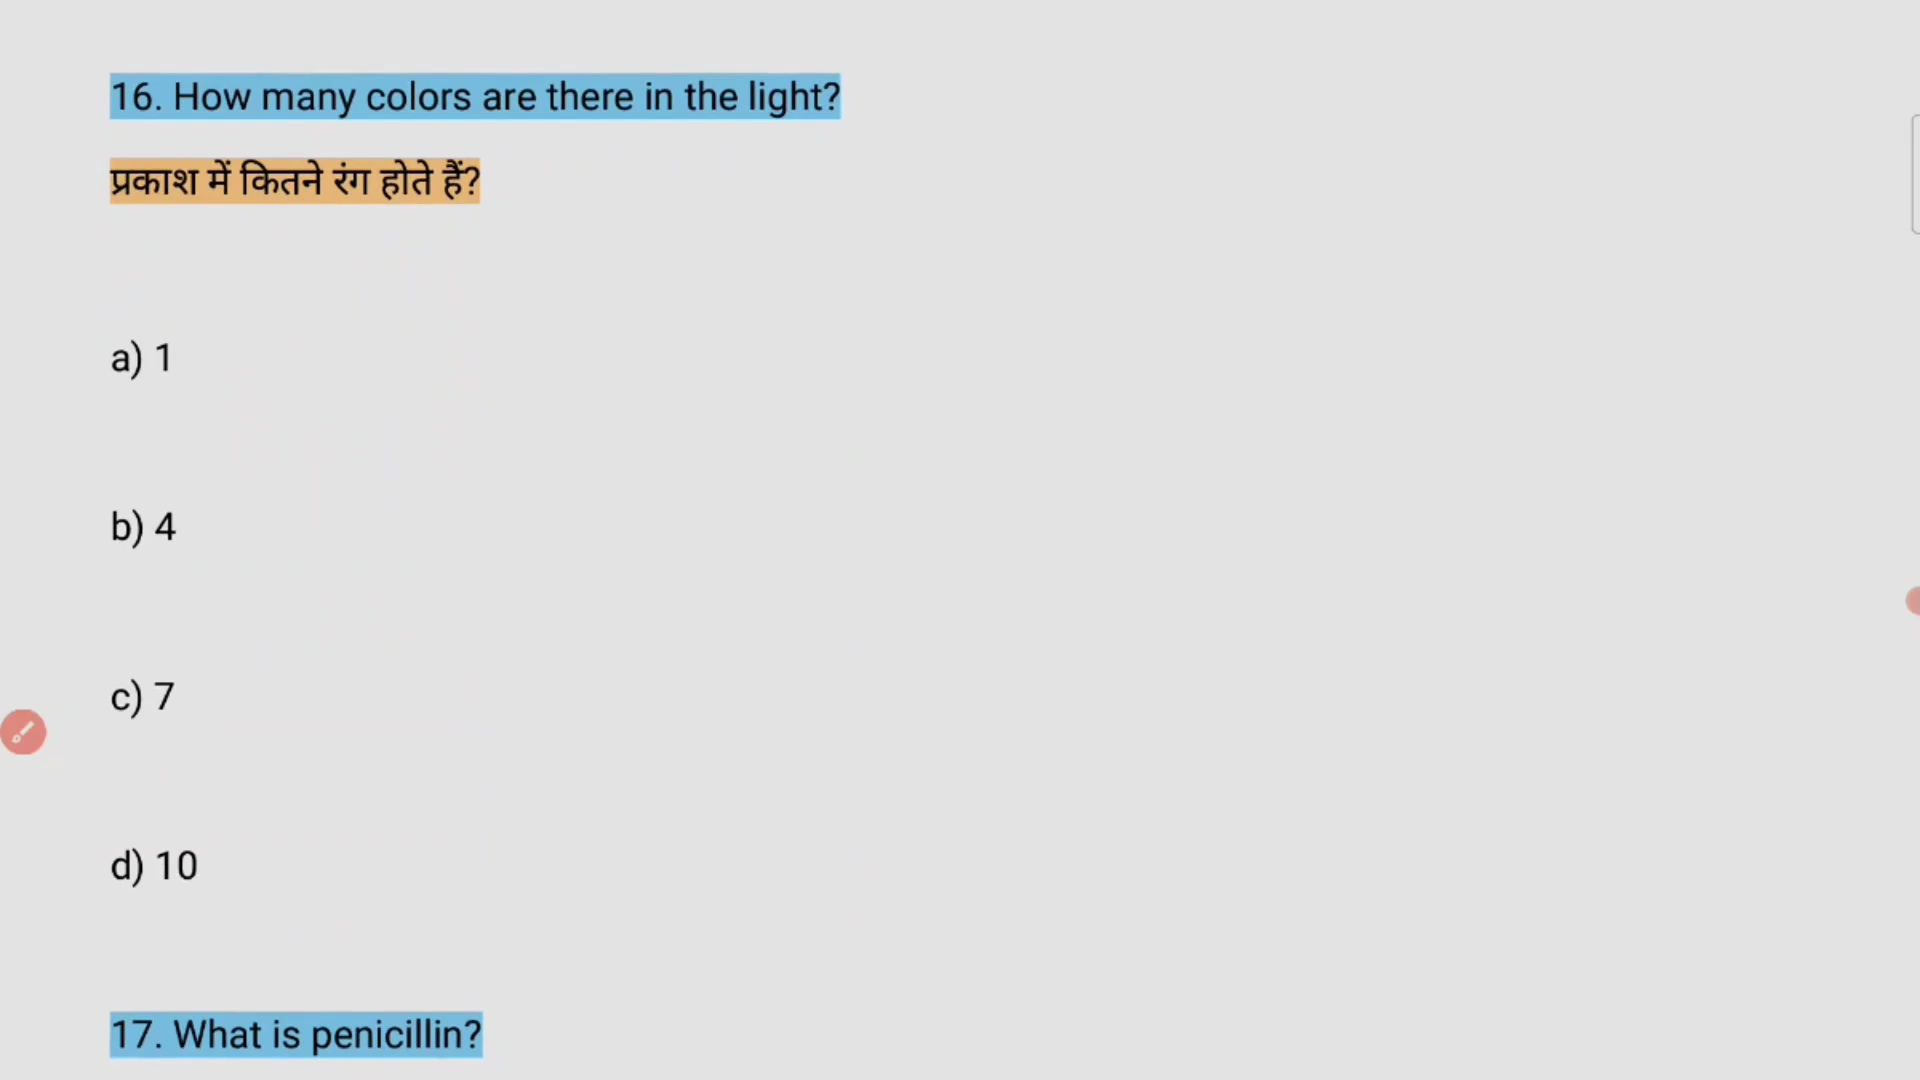 16. How many colors are there in the light?
प्रकाश में कितने रंग होते हैं?
a) 1
b) 4
c) 7
d) 10
17. What is penicillin?